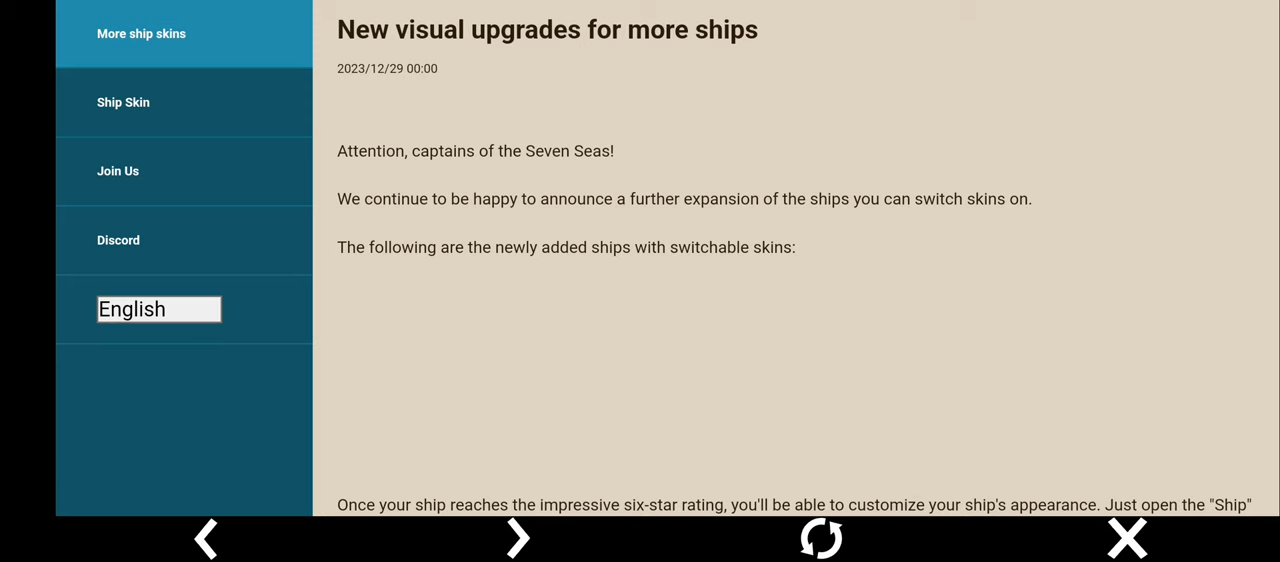 More ship skins
Ship Skin
Join Us
Discord
English
New visual upgrades for more ships
2023/12/29 00:00
Attention, captains of the Seven Seas!
We continue to be happy to announce a further expansion of the ships you can switch skins on.
The following are the newly added ships with switchable skins:
Once your ship reaches the impressive six-star rating, you'll be able to customize your ship's appearance. Just open the "Ship"